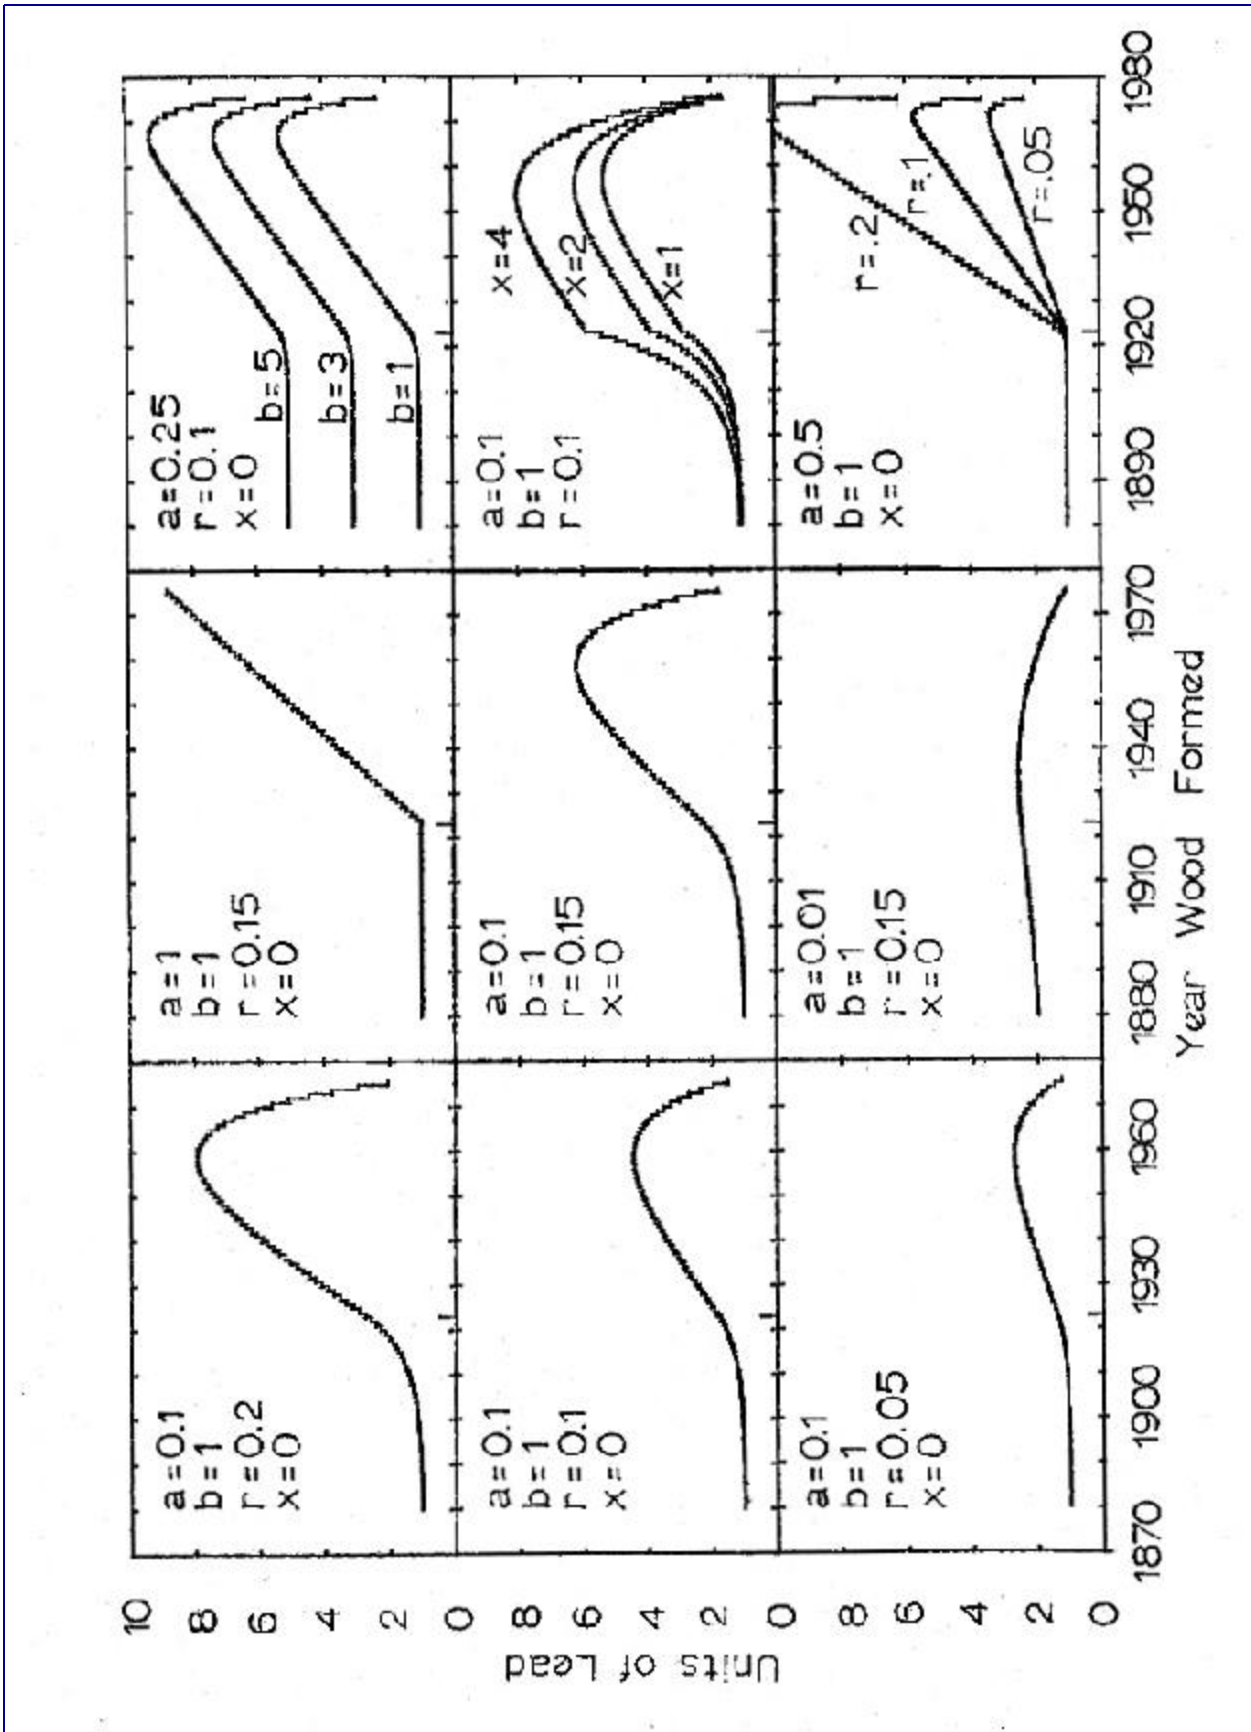 Units of Lead
10
8
6
4
2
0
8
6
4
2
0
8
6
4
2
0
a=0.1
b=1
r=0.2
x=0
a=1
b=1
r=0.15
x=0
a=0.25
r=0.1
x=0
b=5
b=3
b=1
a=0.1
b=1
r=0.1
x=0
a=0.1
b=1
r=0.15
x=0
a=0.1
b=1
r=0.1
x=4
x=2
x=1
a=0.1
b=1
r=0.05
x=0
a=0.01
b=1
r=0.15
x=0
a=0.5
b=1
x=0
r=.2
r=.1
r=.05
1870 1900 1930 1960 1880 1910 1940 1970 1890 1920 1950 1980
Year Wood Formed